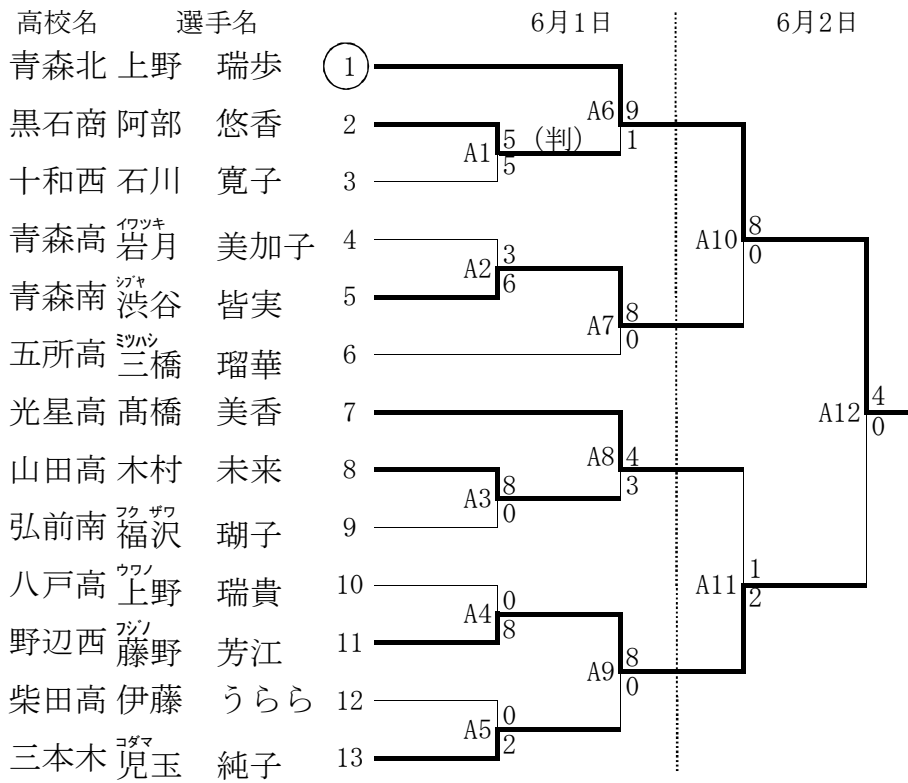 高校名 選手名 6月1日 6月2日
青森北 上野 瑞歩 1
A6 9
1
黒石商 阿部 悠香 2
A1 5 (判)
5
十和西 石川 寛子 3
青森高 岩月 美加子 4
イワツキ
A10 8
0
A2 3
6
青森南 渋谷 皆実 5
シブヤ
A7 8
0
五所高 三橋 瑠華 6
ミツハシ
光星高 髙橋 美香 7
A12 4
0
山田高 木村 未来 8
A8 4
3
A3 8
0
弘前南 福沢 瑚子 9
フク ザワ
八戸高 上野 瑞貴 10
ウワノ
A11 1
2
A4 0
8
野辺西 藤野 芳江 11
フジノ
A9 8
0
柴田高 伊藤 うらら 12
A5 0
2
三本木 児玉 純子 13
コダマ